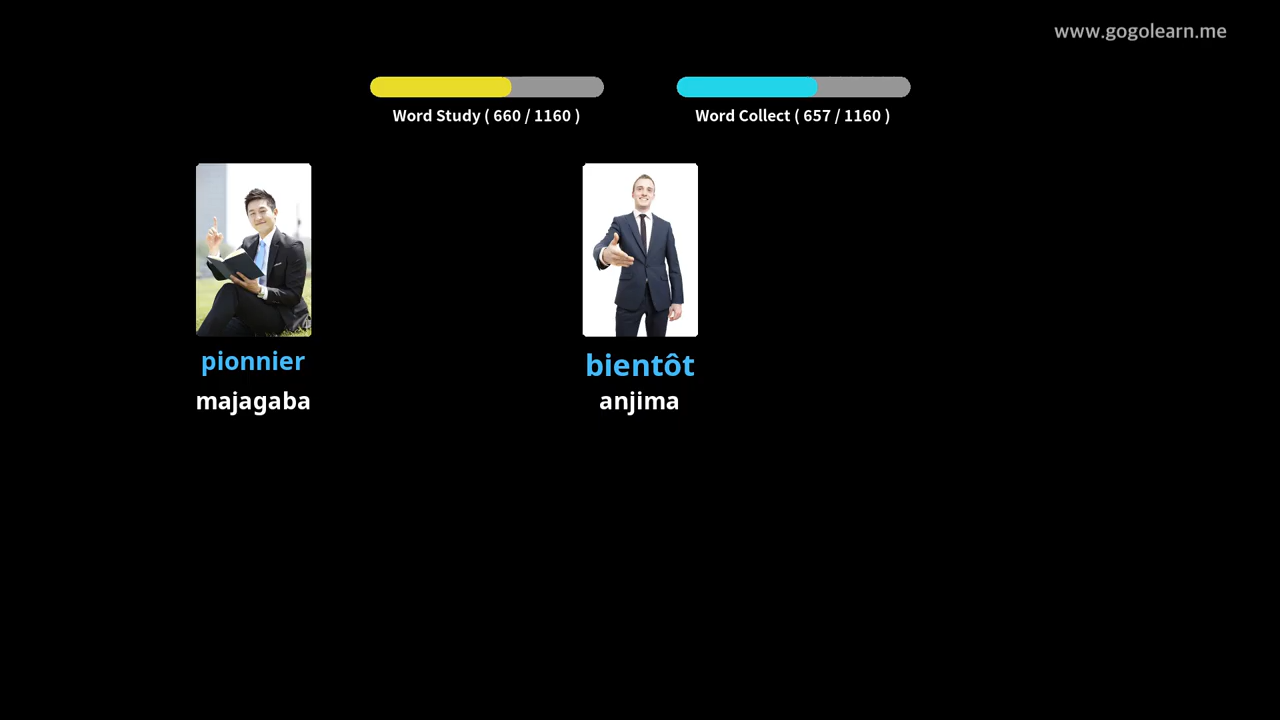 www.gogolearn.me
Word Study ( 660 / 1160 )
Word Collect ( 657 / 1160 )
pionnier
majagaba
bientôt
anjima